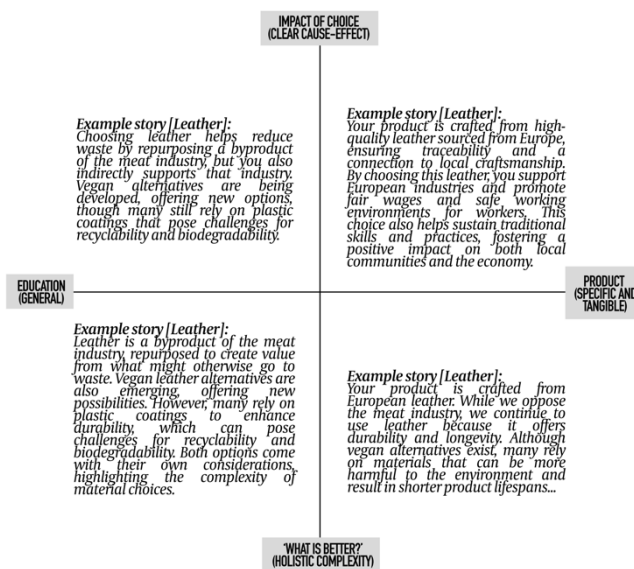 IMPACT OF CHOICE
(CLEAR CAUSE-EFFECT)
Example story [Leather]:
Choosing leather helps reduce
waste by repurposing a byproduct
of the meat industry, but you also
indirectly supports that industry.
Vegan alternatives are being
developed, offering new options,
though many still rely on plastic
coatings that pose challenges for
recyclability and biodegradability.
Example story [Leather]:
Your product is crafted from high-
quality leather sourced from Europe,
ensuring traceability and a
connection to local craftsmanship.
By choosing this leather, you support
European industries and promote
fair wages and safe working
environments for workers. This
choice also helps sustain traditional
skills and practices, fostering a
positive impact on both local
communities and the economy.
EDUCATION
(GENERAL)
PRODUCT
(SPECIFIC AND
TANGIBLE)
Example story [Leather]:
Leather is a byproduct of the meat
industry, repurposed to create value
from what might otherwise go to
waste. Vegan leather alternatives are
also emerging, offering new
possibilities. However, many rely on
plastic coatings to enhance
durability, which can pose
challenges for recyclability and
biodegradability. Both options come
with their own considerations,
highlighting the complexity of
material choices.
Example story [Leather]:
Your product is crafted from
European leather. While we oppose
the meat industry, we continue to
use leather because it offers
durability and longevity. Although
vegan alternatives exist, many rely
on materials that can be more
harmful to the environment and
result in shorter product lifespans...
'WHAT IS BETTER?'
(HOLISTIC COMPLEXITY)